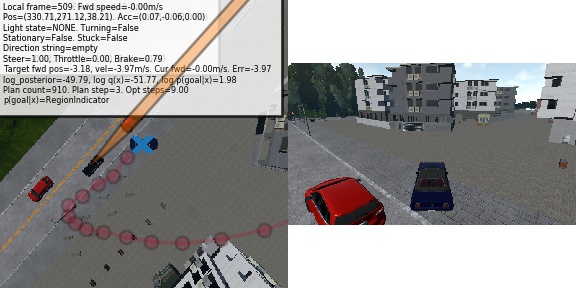 Local frame=509. Fwd speed=-0.00m/s
Pos=(330.71,271.12,38.21). Acc=(0.07,-0.06,0.00)
Light state=NONE. Turning=False
Stationary=False. Stuck=False
Direction string=empty
Steer=1.00, Throttle=0.00, Brake=0.79
Target fwd pos=-3.18, vel=-3.97m/s. Cur fwd=-0.00m/s. Err=-3.97
log_posterior=-49.79, log q(x)=-51.77, log p(goal|x)=1.98
Plan count=910. Plan step=3. Opt steps=9.00
p(goal|x)=RegionIndicator